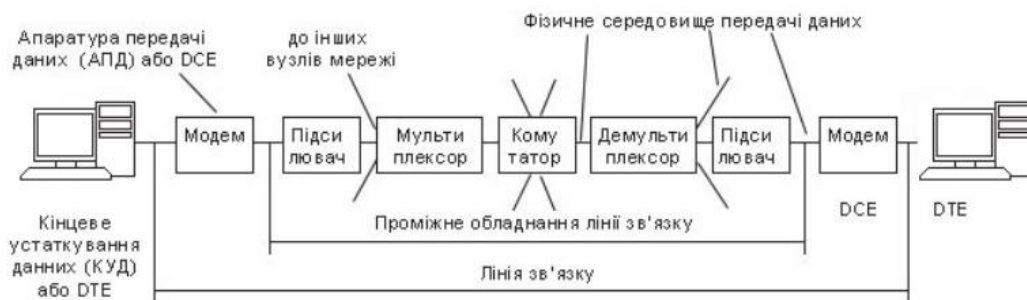 Апаратура передачі
даних (АПД) або DCE
до інших
вузлів мережі
Фізичне середовище передачі даних
Модем
Підси
лювач
Мульти
плексор
Кому
татор
Демульти
плексор
Підси
лювач
Модем
Кінцеве
устаткування
данних (КУД)
або DTE
Проміжне обладнання лінії зв'язку
DCE
DTE
Лінія зв'язку